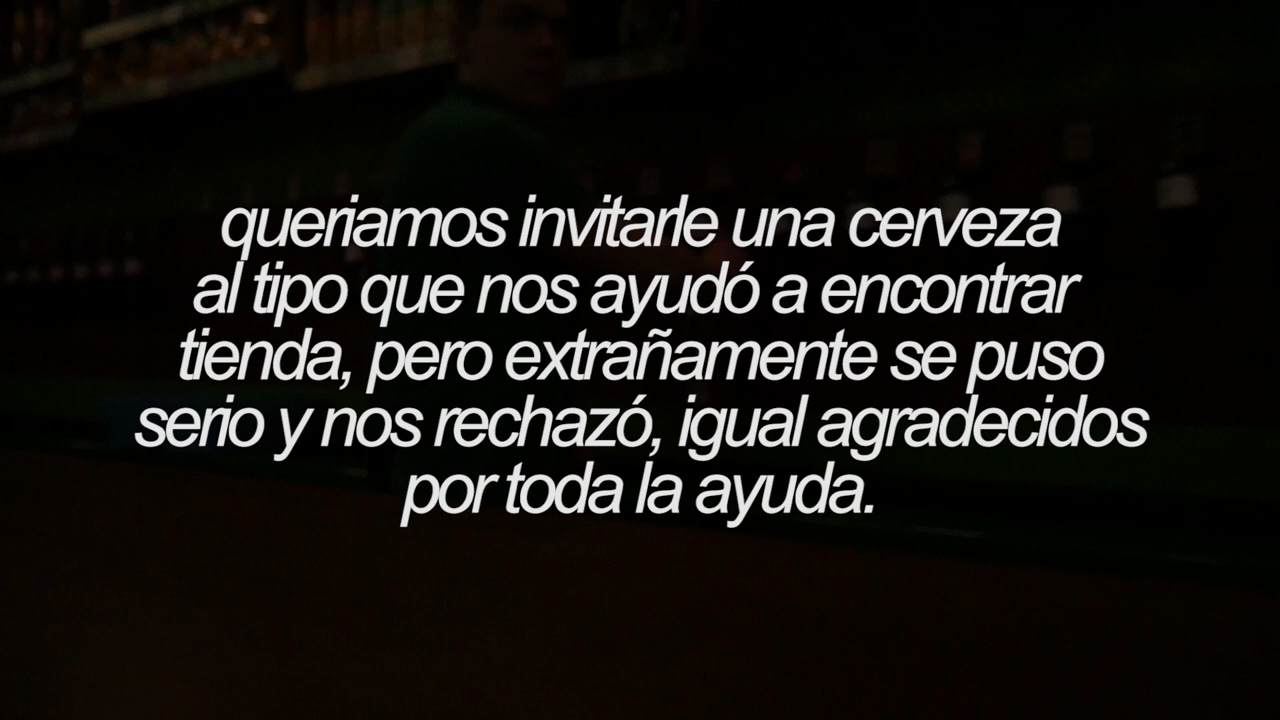 queriamos invitarle una cerveza
al tipo que nos ayudó a encontrar
tienda, pero extrañamente se puso
serio y nos rechazó, igual agradecidos
por toda la ayuda.